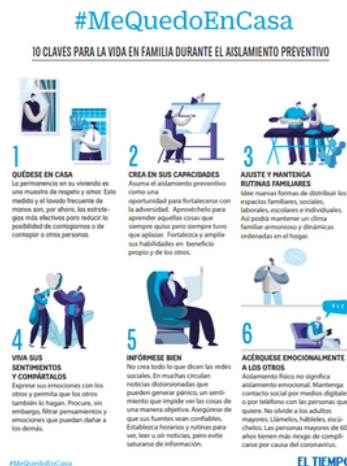 #MeQuedoEnCasa
10 CLAVES PARA LA VIDA EN FAMILIA DURANTE EL AISLAMIENTO PREVENTIVO
1
QUÉDESE EN CASA
La permanencia en su vivienda es
una muestra de respeto y amor. Esta
medida y el lavado frecuente de
manos son, por ahora, las estrate-
gias más efectivas para reducir la
posibilidad de contagiarnos o de
contagiar a otras personas.
2
CREA EN SUS CAPACIDADES
Asuma el aislamiento preventivo
como una
oportunidad para fortalecerse con
la adversidad. Aprovéchelo para
aprender aquellas cosas que
siempre quiso pero siempre tuvo
que aplazar. Fortalezca y amplíe
sus habilidades en beneficio
propio y de los otros.
3
AJUSTE Y MANTENGA
RUTINAS FAMILIARES
Idee nuevas formas de distribuir los
espacios familiares, sociales,
laborales, escolares e individuales.
Así podrá mantener un clima
familiar armonioso y dinámicas
ordenadas en el hogar.
4
VIVA SUS
SENTIMIENTOS
Y COMPÁRTALOS
Exprese sus emociones con los
otros y permita que los otros
también lo hagan. Procure, sin
embargo, filtrar pensamientos y
emociones que puedan dañar a
los demás.
5
INFÓRMESE BIEN
No crea todo lo que dicen las redes
sociales. En muchas circulan
noticias distorsionadas que
pueden generar pánico, un senti-
miento que impide ver las cosas de
una manera objetiva. Asegúrese de
que sus fuentes sean confiables.
Establezca horarios y rutinas para
ver, leer u oír noticias, pero evite
saturarse de información.
6
ACÉRQUESE EMOCIONALMENTE
A LOS OTROS
Aislamiento físico no significa
aislamiento emocional. Mantenga
contacto social por medios digitales
o por teléfono con las personas que
quiere. No olvide a los adultos
mayores. Llámelos, háblesles, escú-
chelos. Las personas mayores de 60
años tienen más riesgo de compli-
carse por causa del coronavirus.
#MeQuedoEnCasa
EL TIEMPO